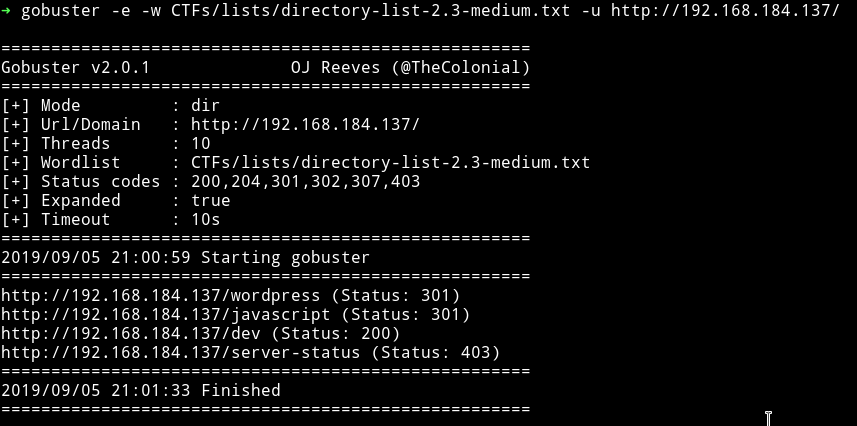 ➜ gobuster -e -w CTFs/lists/directory-list-2.3-medium.txt -u http://192.168.184.137/
=====================================================
Gobuster v2.0.1              OJ Reeves (@TheColonial)
=====================================================
[+] Mode         : dir
[+] Url/Domain   : http://192.168.184.137/
[+] Threads      : 10
[+] Wordlist     : CTFs/lists/directory-list-2.3-medium.txt
[+] Status codes : 200,204,301,302,307,403
[+] Expanded     : true
[+] Timeout      : 10s
=====================================================
2019/09/05 21:00:59 Starting gobuster
=====================================================
http://192.168.184.137/wordpress (Status: 301)
http://192.168.184.137/javascript (Status: 301)
http://192.168.184.137/dev (Status: 200)
http://192.168.184.137/server-status (Status: 403)
=====================================================
2019/09/05 21:01:33 Finished
=====================================================